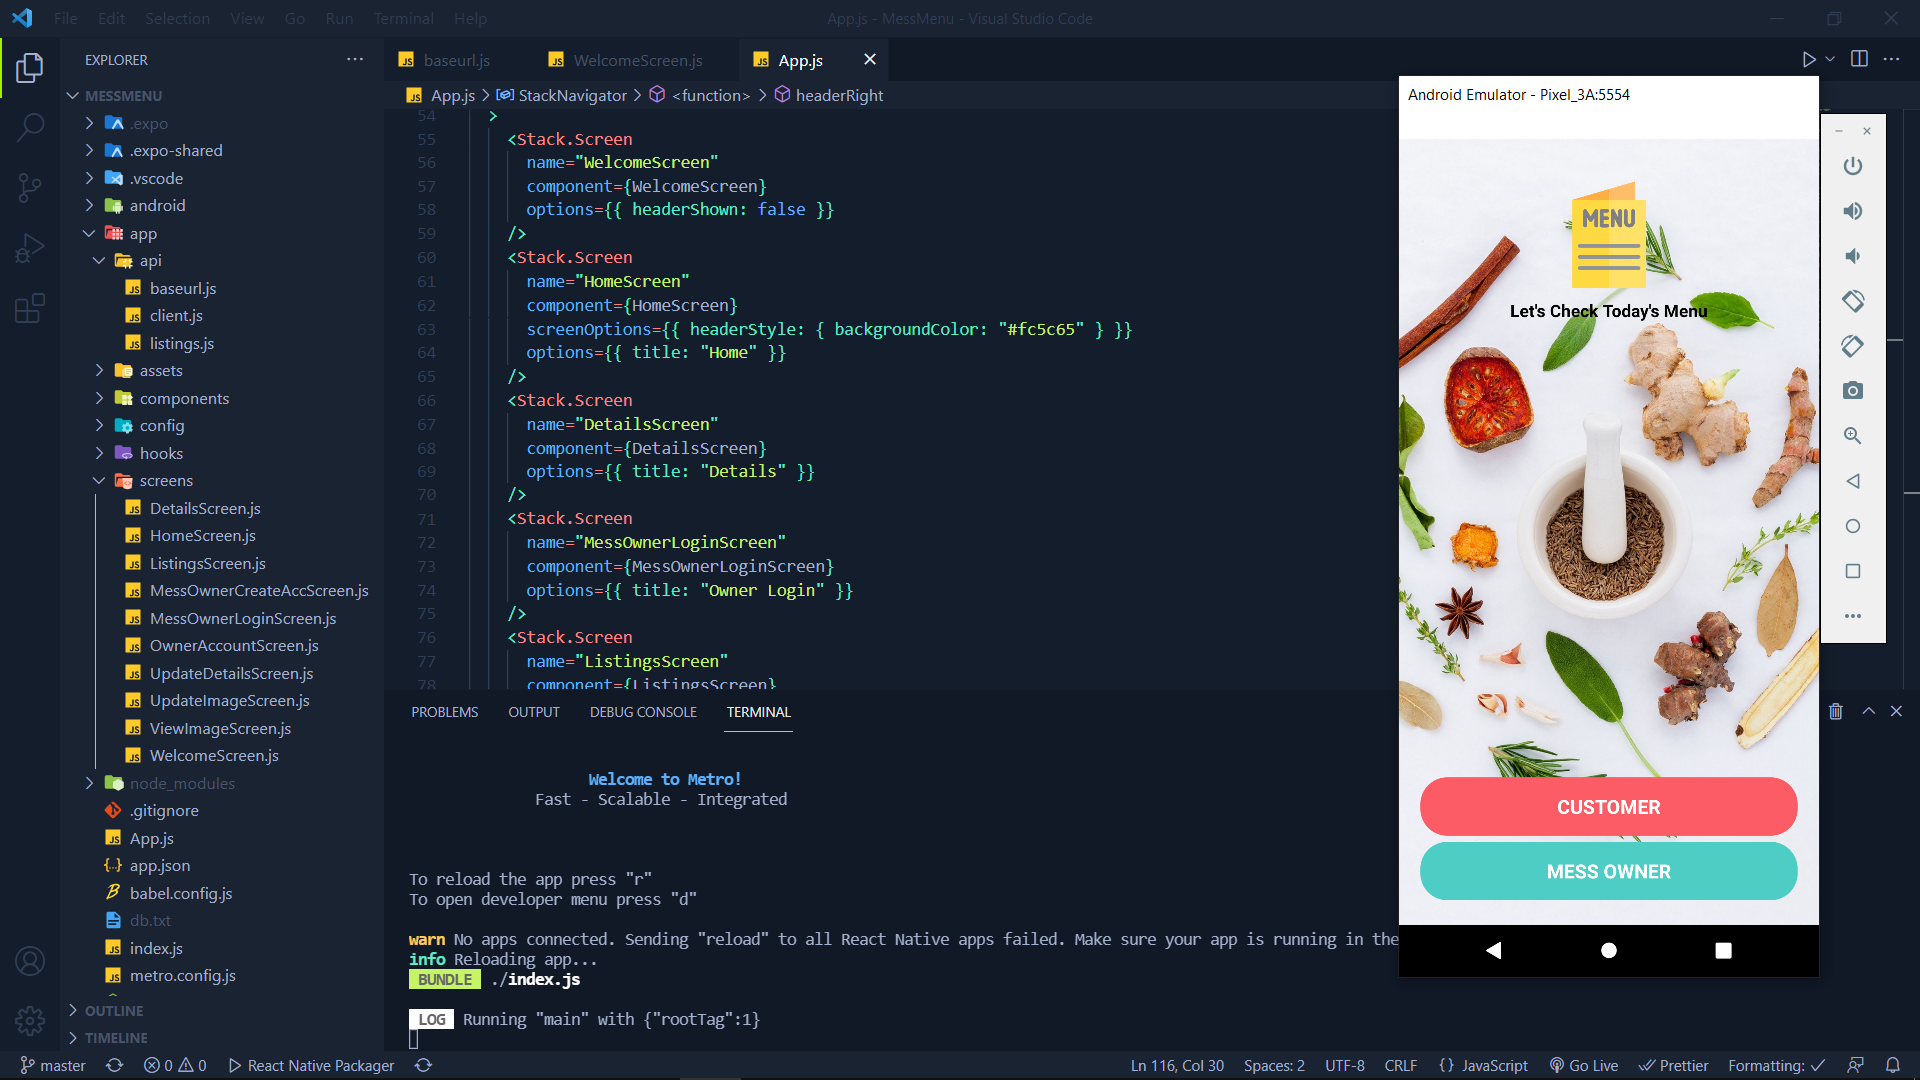 File Edit Selection View Go Run Terminal Help
App.js - MessMenu - Visual Studio Code
EXPLORER
MESSMENU
.expo
.expo-shared
.vscode
android
app
api
baseurl.js
client.js
listings.js
assets
components
config
hooks
screens
DetailsScreen.js
HomeScreen.js
ListingsScreen.js
MessOwnerCreateAccScreen.js
MessOwnerLoginScreen.js
OwnerAccountScreen.js
UpdateDetailsScreen.js
UpdateImageScreen.js
ViewImageScreen.js
WelcomeScreen.js
node_modules
.gitignore
App.js
app.json
babel.config.js
db.txt
index.js
metro.config.js
OUTLINE
TIMELINE
baseurl.js
WelcomeScreen.js
App.js
App.js > StackNavigator > <function> > headerRight
54 >
55 <Stack.Screen
56 name="WelcomeScreen"
57 component={WelcomeScreen}
58 options={{ headerShown: false }}
59 />
60 <Stack.Screen
61 name="HomeScreen"
62 component={HomeScreen}
63 screenOptions={{ headerStyle: { backgroundColor: "#fc5c65" } }}
64 options={{ title: "Home" }}
65 />
66 <Stack.Screen
67 name="DetailsScreen"
68 component={DetailsScreen}
69 options={{ title: "Details" }}
70 />
71 <Stack.Screen
72 name="MessOwnerLoginScreen"
73 component={MessOwnerLoginScreen}
74 options={{ title: "Owner Login" }}
75 />
76 <Stack.Screen
77 name="ListingsScreen"
78 component={ListingsScreen}
PROBLEMS OUTPUT DEBUG CONSOLE TERMINAL
Welcome to Metro!
Fast - Scalable - Integrated
To reload the app press "r"
To open developer menu press "d"
warn No apps connected. Sending "reload" to all React Native apps failed. Make sure your app is running in the
info Reloading app...
BUNDLE ./index.js
LOG Running "main" with {"rootTag":1}
Android Emulator - Pixel_3A:5554
MENU
Let's Check Today's Menu
CUSTOMER
MESS OWNER
master 0 0 React Native Packager
Ln 116, Col 30 Spaces: 2 UTF-8 CRLF {} JavaScript Go Live Prettier Formatting: ✓